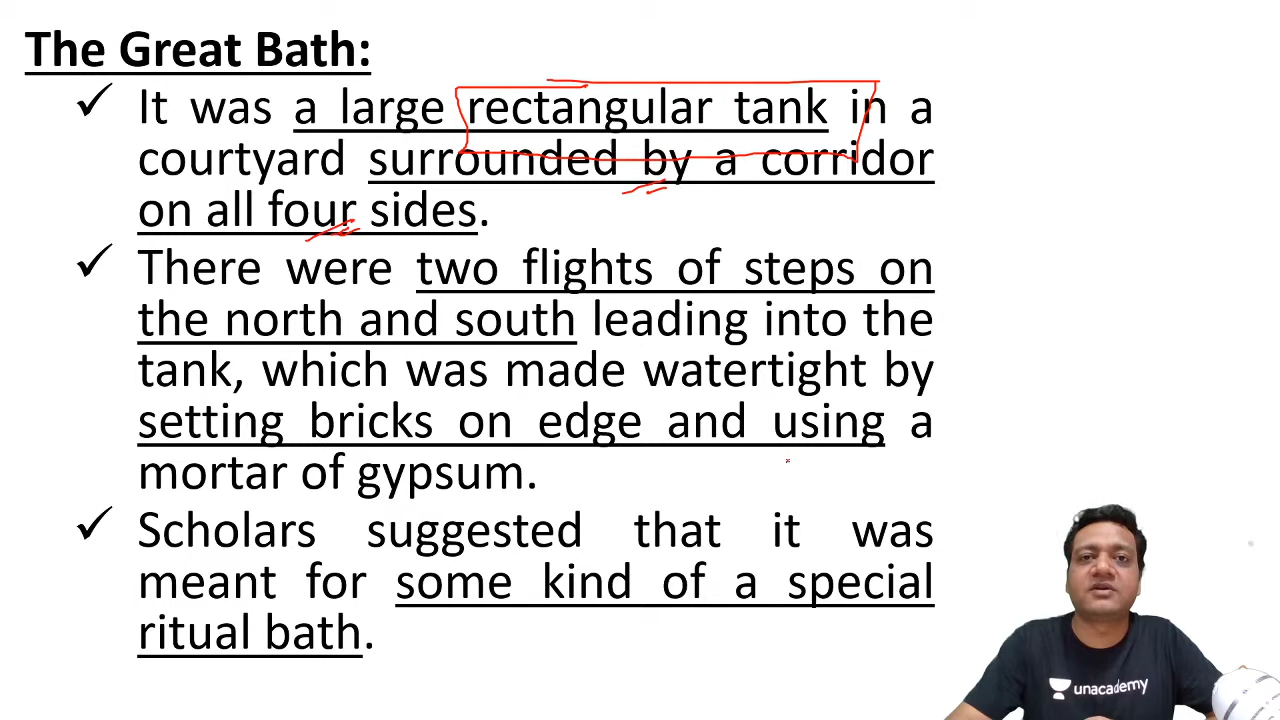 The Great Bath:
✓ It was a large rectangular tank in a
courtyard surrounded by a corridor
on all four sides.
✓ There were two flights of steps on
the north and south leading into the
tank, which was made watertight by
setting bricks on edge and using a
mortar of gypsum.
✓ Scholars suggested that it was
meant for some kind of a special
ritual bath.
unacademy